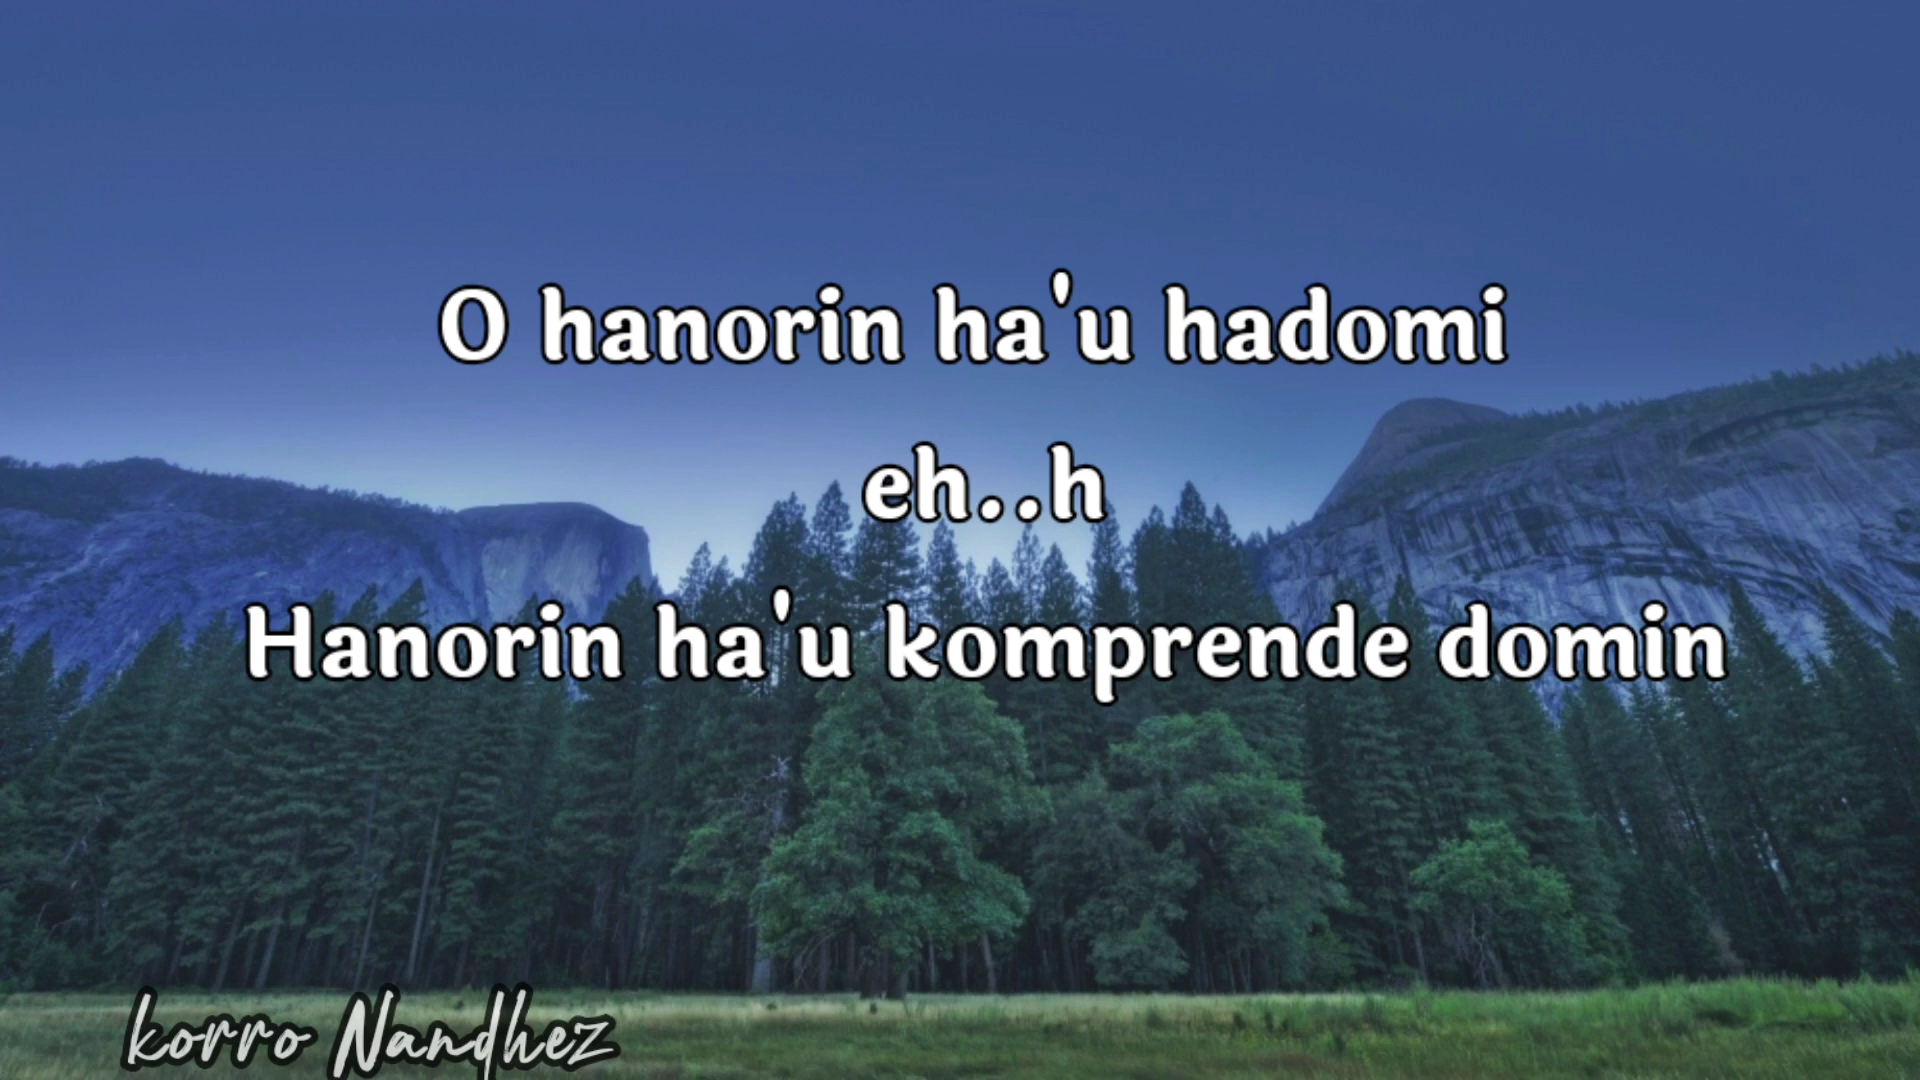 O hanorin ha'u hadomi
eh..h
Hanorin ha'u komprende domin
korro Nandhez